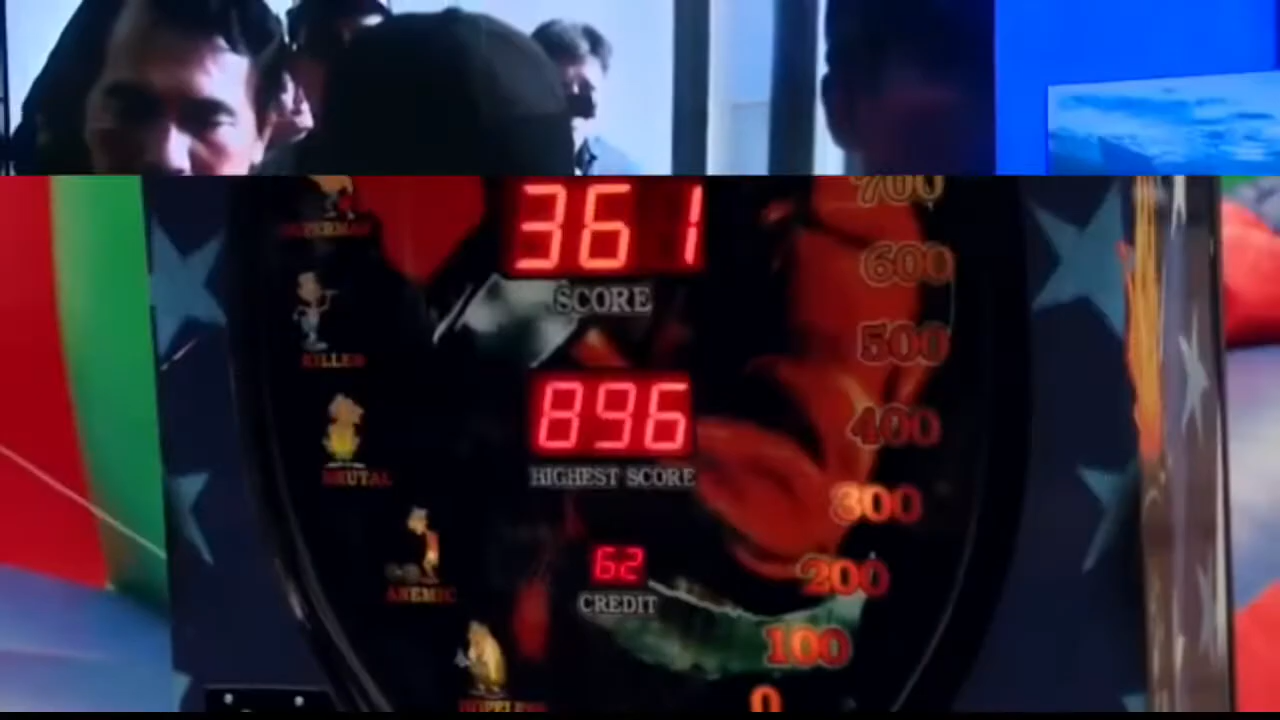 SUPERMAN
361
SCORE
700
600
KILLER
500
896
HIGHEST SCORE
400
BRUTAL
300
62
CREDIT
200
ANEMIC
100
HOPELESS
0